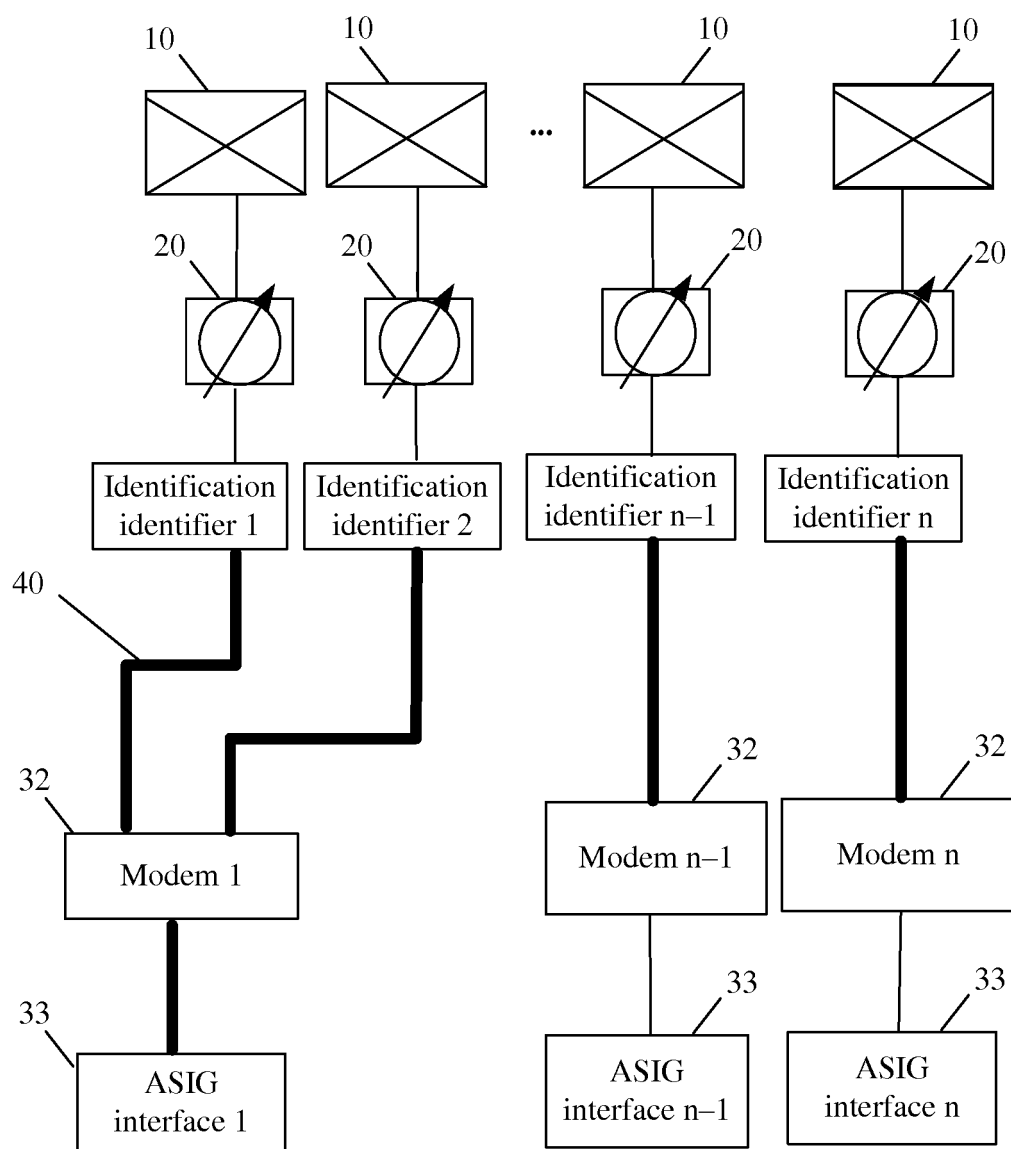 10
10
10
10
...
20
20
20
20
Identification
identifier 1
Identification
identifier 2
Identification
identifier n–1
Identification
identifier n
40
32
32
32
Modem 1
Modem n–1
Modem n
33
33
33
ASIG
interface 1
ASIG
interface n–1
ASIG
interface n